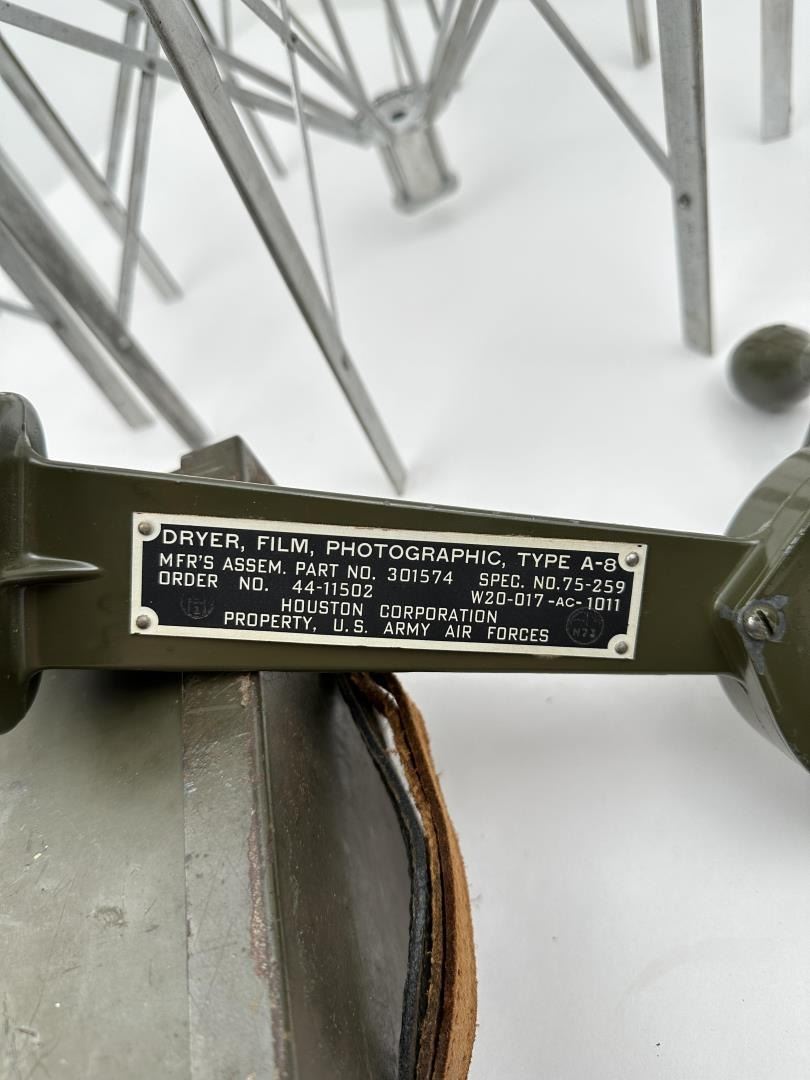 DRYER, FILM, PHOTOGRAPHIC, TYPE A-8
MFR'S ASSEM. PART NO. 301574 SPEC. NO. 75-259
ORDER NO. 44-11502 W20-017-AC-1011
HOUSTON CORPORATION
PROPERTY, U.S. ARMY AIR FORCES